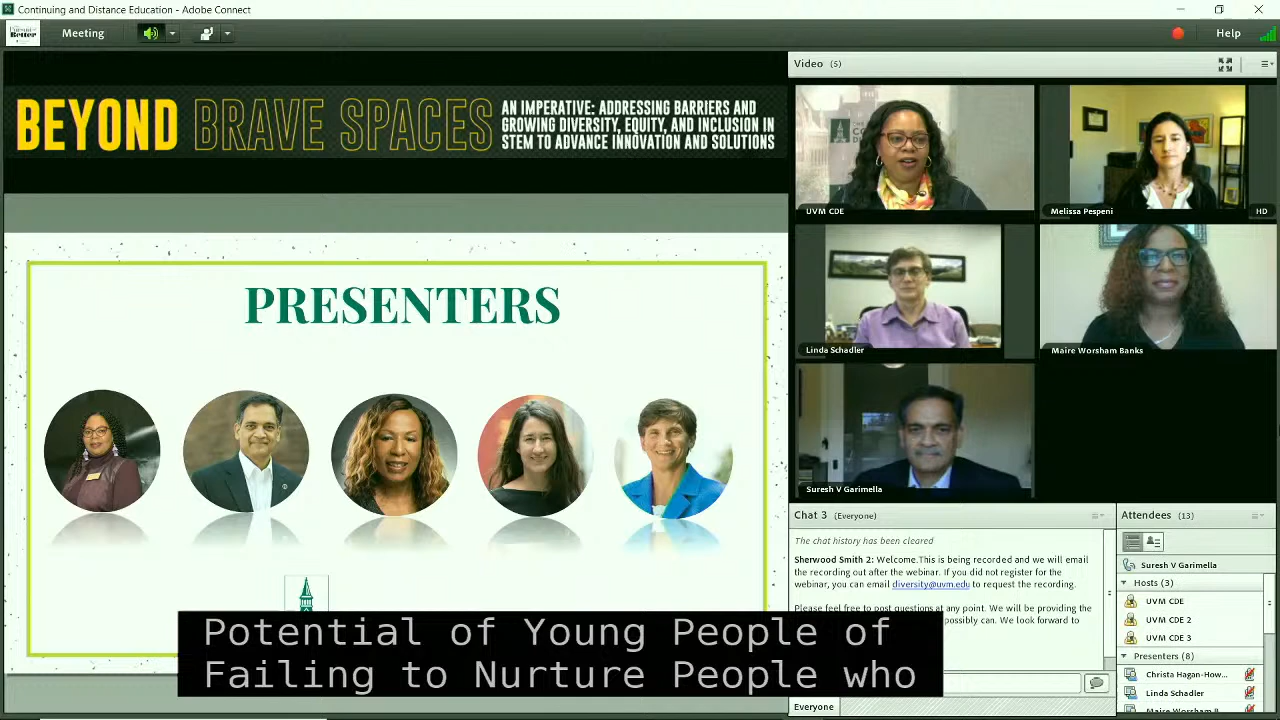 Continuing and Distance Education - Adobe Connect
Meeting
Help
BEYOND BRAVE SPACES
AN IMPERATIVE: ADDRESSING BARRIERS AND
GROWING DIVERSITY, EQUITY, AND INCLUSION IN
STEM TO ADVANCE INNOVATION AND SOLUTIONS
PRESENTERS
Potential of Young People of
Failing to Nurture People who
Video (5)
UVM CDE
Melissa Pespeni
HD
Linda Schadler
Maire Worsham Banks
Suresh V Garimella
Chat 3 (Everyone)
The chat history has been cleared
Sherwood Smith 2: Welcome.This is being recorded and we will email
the recording out after the webinar. If you did not register for the
webinar, you can email diversity@uvm.edu to request the recording.
Please feel free to post questions at any point. We will be providing the
possibly can. We look forward to
Everyone
Attendees (13)
Suresh V Garimella
Hosts (3)
UVM CDE
UVM CDE 2
UVM CDE 3
Presenters (8)
Christa Hagan-How...
Linda Schadler
Maire Worsham B...